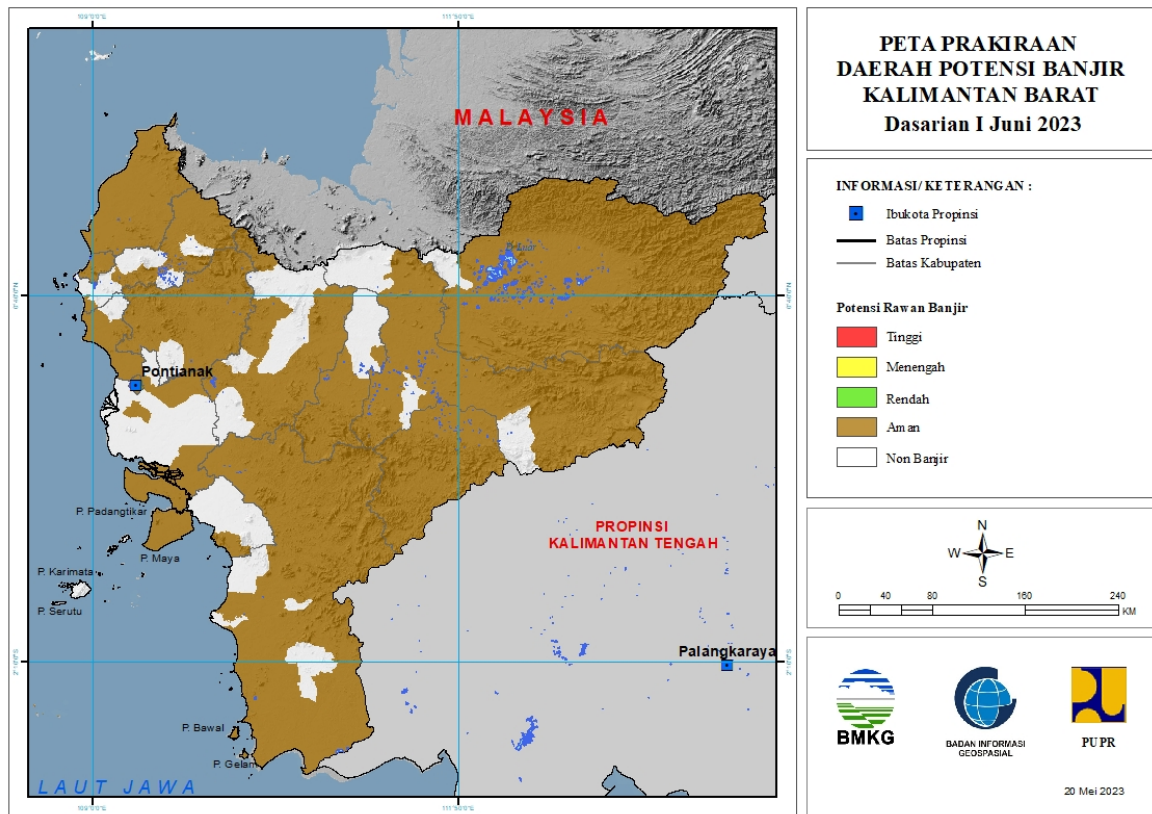 PETA PRAKIRAAN
DAERAH POTENSI BANJIR
KALIMANTAN BARAT
Dasarian I Juni 2023
INFORMASI/ KETERANGAN :
Ibukota Propinsi
Batas Propinsi
Batas Kabupaten
Potensi Rawan Banjir
Tinggi
Menengah
Rendah
Aman
Non Banjir
N
W E
S
0 40 80 160 240
KM
BMKG
BADAN INFORMASI
GEOSPASIAL
PUPR
20 Mei 2023
MALAYSIA
Pontianak
P. Padangtikar
P. Maya
P. Karimata
P. Serutu
PROPINSI
KALIMANTAN TENGAH
Palangkaraya
P. Bawal
P. Gelam
LAUT JAWA